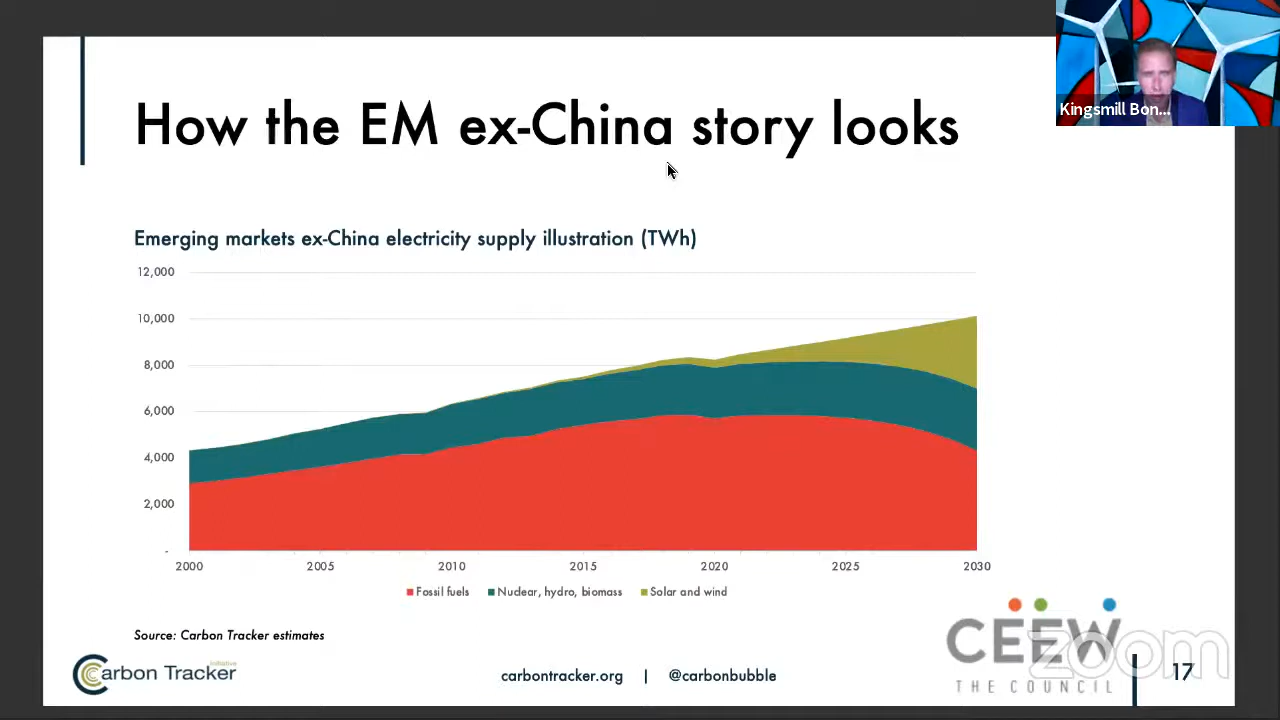 How the EM ex-China story looks
Kingsmill Bon...
Emerging markets ex-China electricity supply illustration (TWh)
12,000
10,000
8,000
6,000
4,000
2,000
-
2000 2005 2010 2015 2020 2025 2030
Fossil fuels Nuclear, hydro, biomass Solar and wind
Source: Carbon Tracker estimates
Carbon Tracker
Initiative
carbontracker.org | @carbonbubble
CEEW
THE COUNCIL
zoom
17